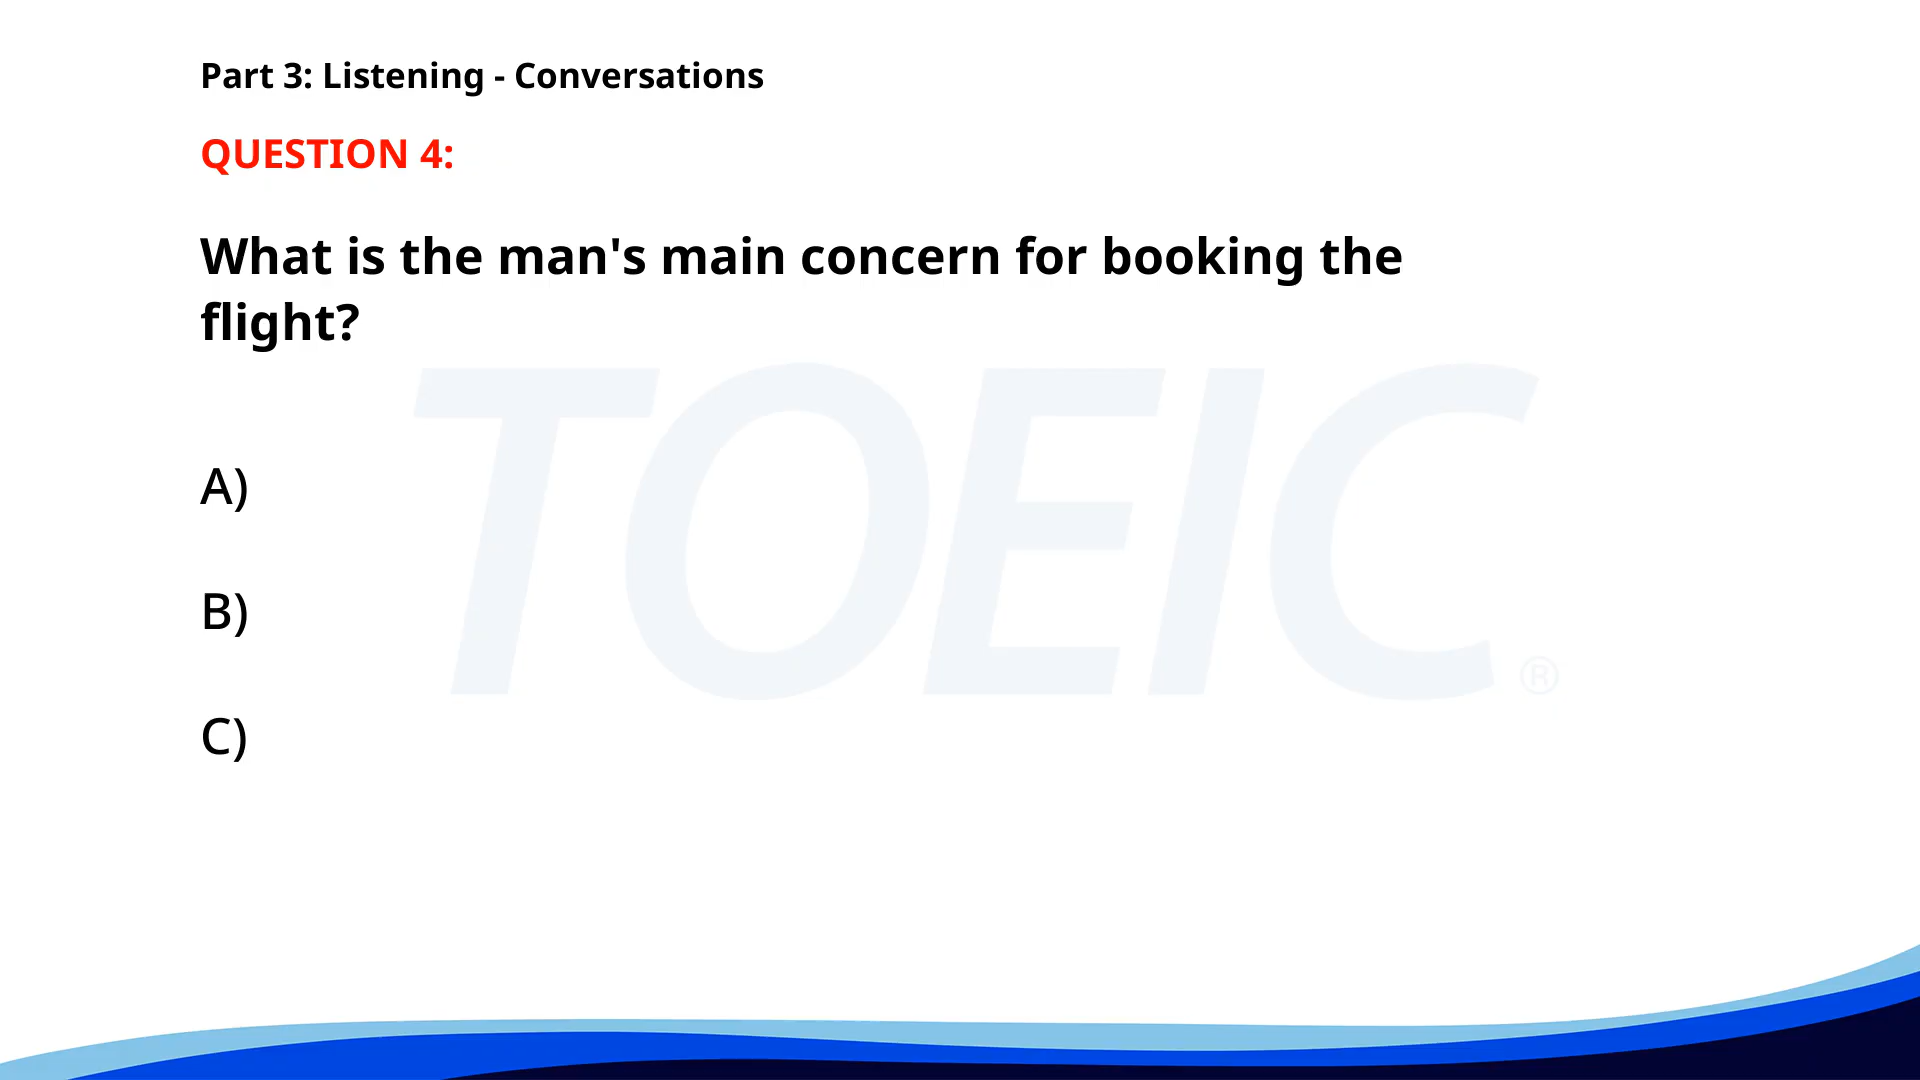 Part 3: Listening - Conversations
QUESTION 4:
What is the man's main concern for booking the
flight?
A)
B)
C)
TOEIC®